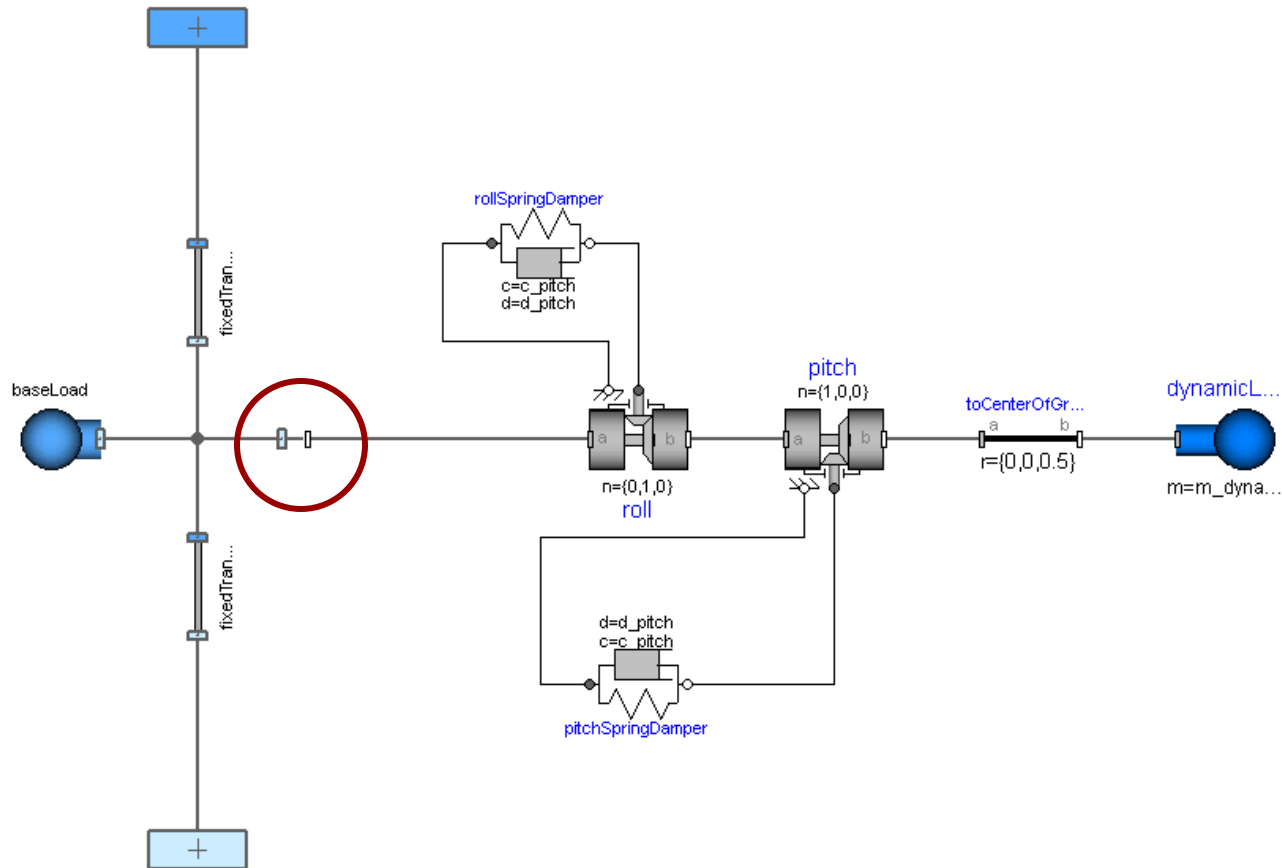 rollSpringDamper
c=c_pitch
d=d_pitch
fixedTran...
baseLoad
pitch
n={1,0,0}
dynamicL...
toCenterOfGr...
a
b
a
b
a
b
r={0,0,0.5}
n={0,1,0}
roll
m=m_dyna...
fixedTran...
d=d_pitch
c=c_pitch
pitchSpringDamper